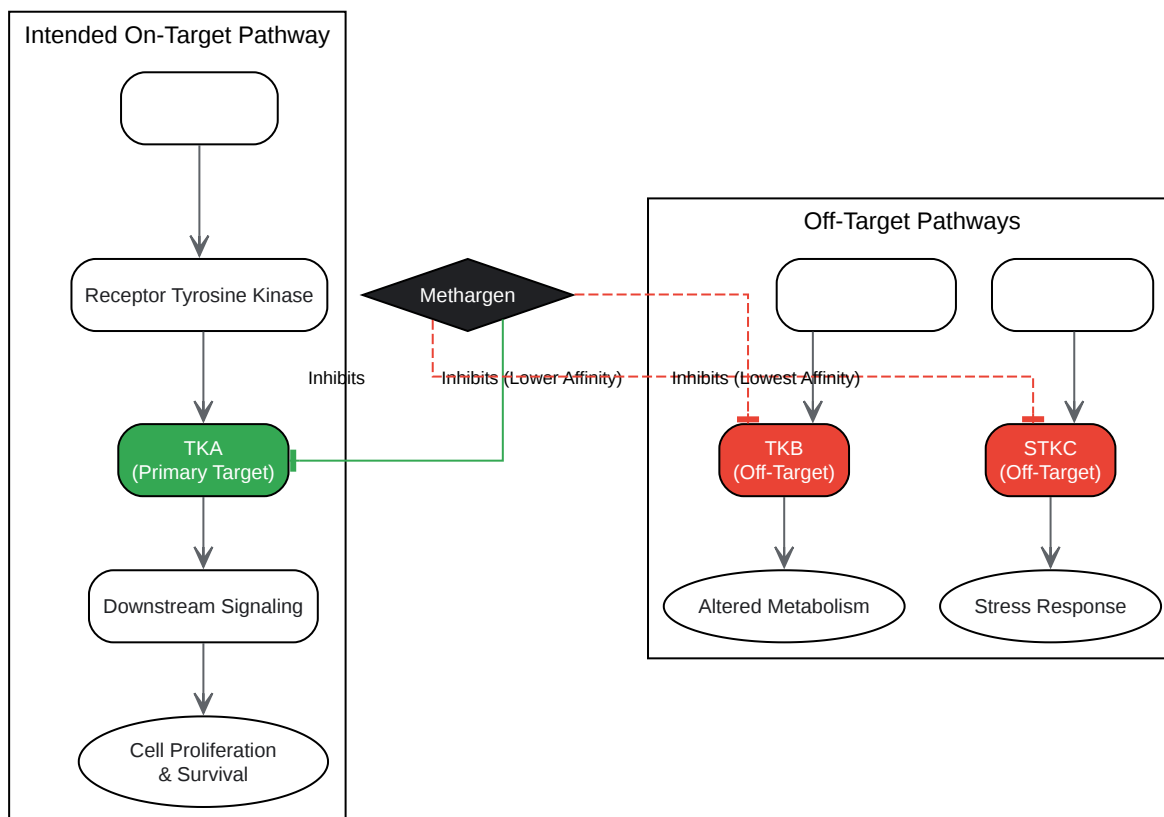 Intended On-Target Pathway
Receptor Tyrosine Kinase
Inhibits
TKA
(Primary Target)
Downstream Signaling
Cell Proliferation
& Survival
Methargen
Inhibits (Lower Affinity)
Inhibits (Lowest Affinity)
Off-Target Pathways
TKB
(Off-Target)
STKC
(Off-Target)
Altered Metabolism
Stress Response